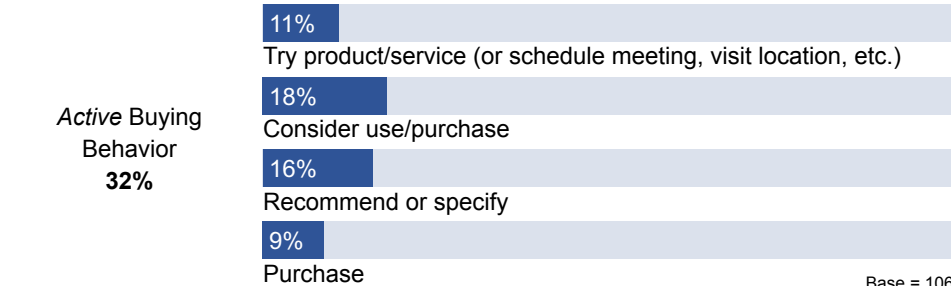 11%
Try product/service (or schedule meeting, visit location, etc.)
18%
Consider use/purchase
Active Buying
Behavior
32%
16%
Recommend or specify
9%
Purchase
Base = 106